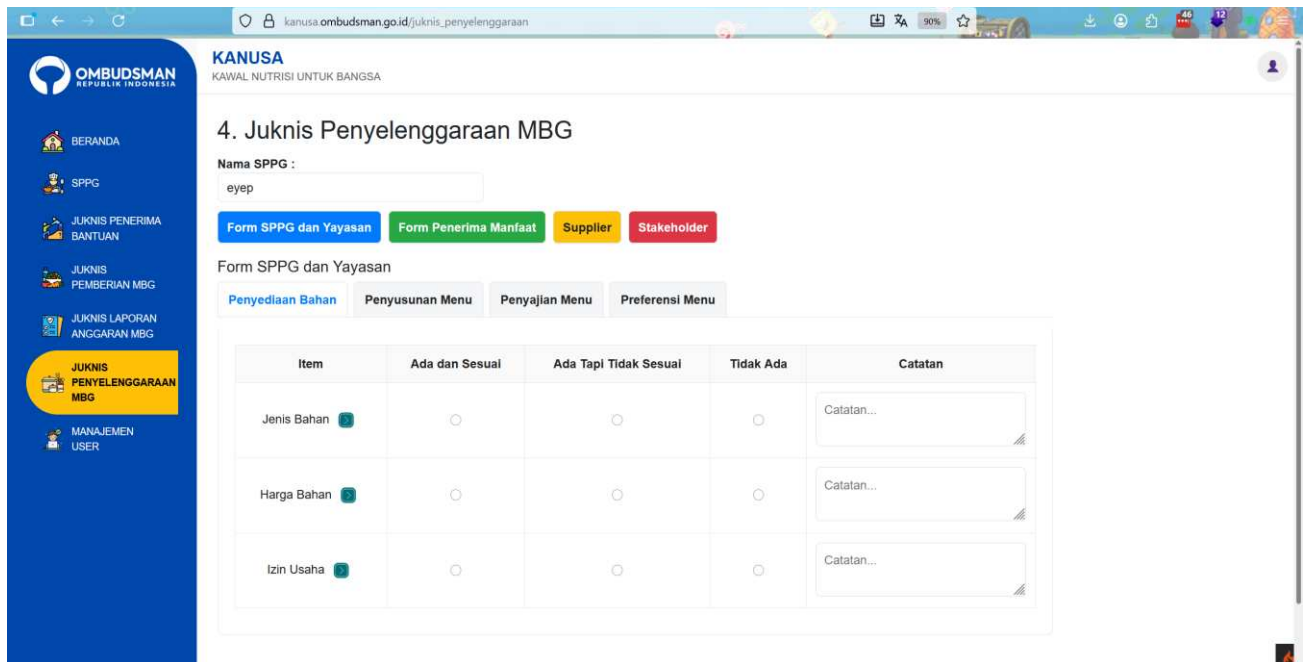 kanusa.ombudsman.go.id/juknis_penyelenggaraan
90%
46
12
OMBUDSMAN
REPUBLIK INDONESIA
KANUSA
KAWAL NUTRISI UNTUK BANGSA
BERANDA
SPPG
JUKNIS PENERIMA
BANTUAN
JUKNIS
PEMBERIAN MBG
JUKNIS LAPORAN
ANGGARAN MBG
JUKNIS
PENYELENGGARAAN
MBG
MANAJEMEN
USER
4. Juknis Penyelenggaraan MBG
Nama SPPG :
eyep
Form SPPG dan Yayasan Form Penerima Manfaat Supplier Stakeholder
Form SPPG dan Yayasan
Penyediaan Bahan Penyusunan Menu Penyajian Menu Preferensi Menu
Item Ada dan Sesuai Ada Tapi Tidak Sesuai Tidak Ada Catatan
Jenis Bahan Catatan...
Harga Bahan Catatan...
Izin Usaha Catatan...